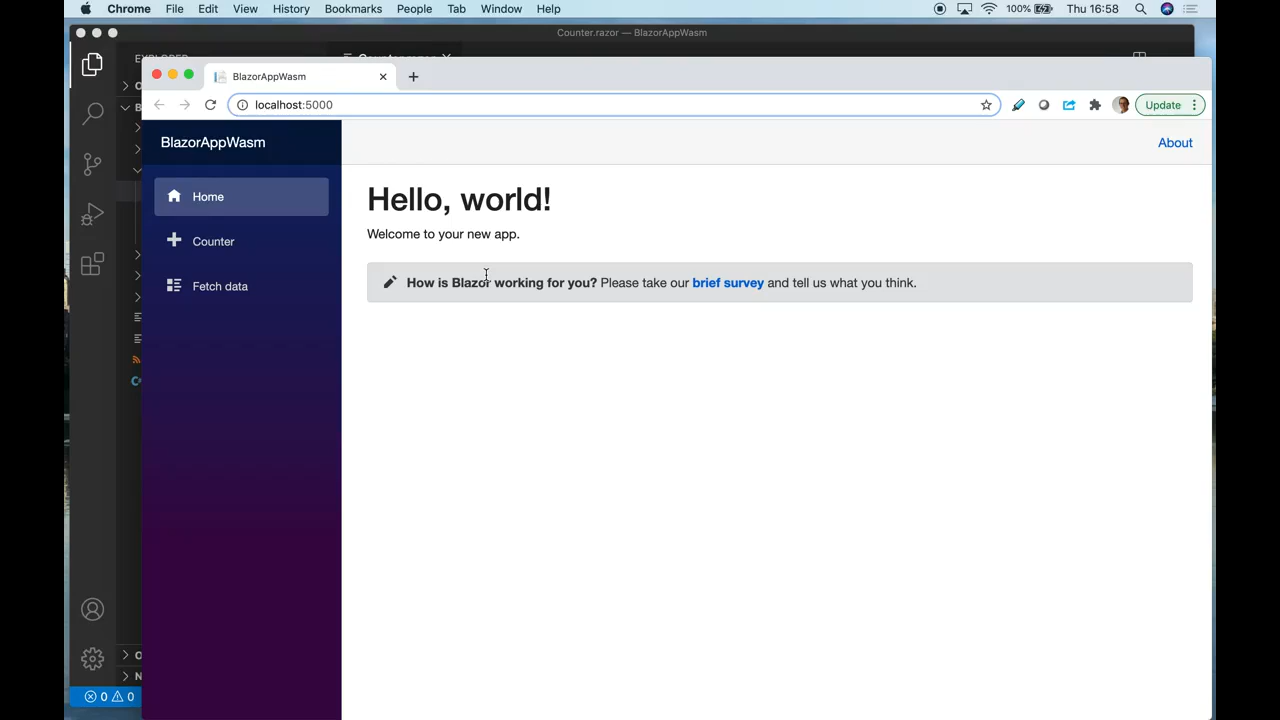 Chrome File Edit View History Bookmarks People Tab Window Help 100% Thu 16:58
Counter.razor — BlazorAppWasm
BlazorAppWasm
localhost:5000 Update
BlazorAppWasm
About
Home
Counter
Fetch data
Hello, world!
Welcome to your new app.
How is Blazor working for you? Please take our brief survey and tell us what you think.
0 0